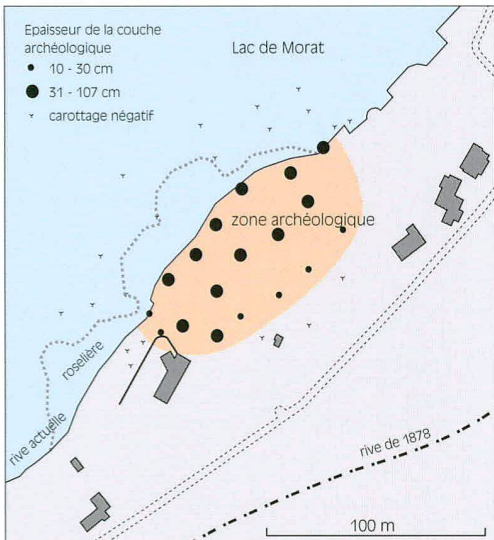 Epaisseur de la couche
archéologique
10 - 30 cm
31 - 107 cm
carottage négatif
Lac de Morat
zone archéologique
roselière
rive actuelle
rive de 1878
100 m